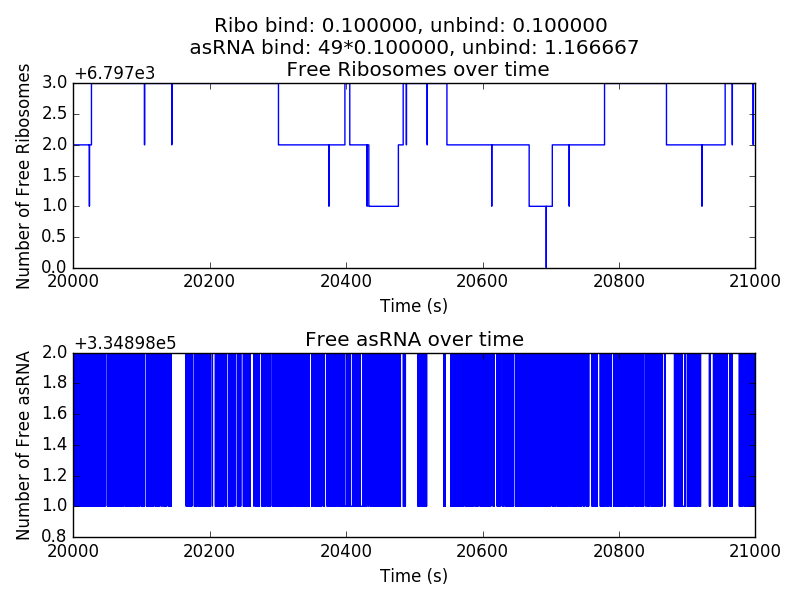 Ribo bind: 0.100000, unbind: 0.100000
asRNA bind: 49*0.100000, unbind: 1.166667
Free Ribosomes over time
+6.797e3
Number of Free Ribosomes
3.0
2.5
2.0
1.5
1.0
0.5
0.0
20000 20200 20400 20600 20800 21000
Time (s)
Free asRNA over time
+3.34898e5
Number of Free asRNA
2.0
1.8
1.6
1.4
1.2
1.0
0.8
20000 20200 20400 20600 20800 21000
Time (s)